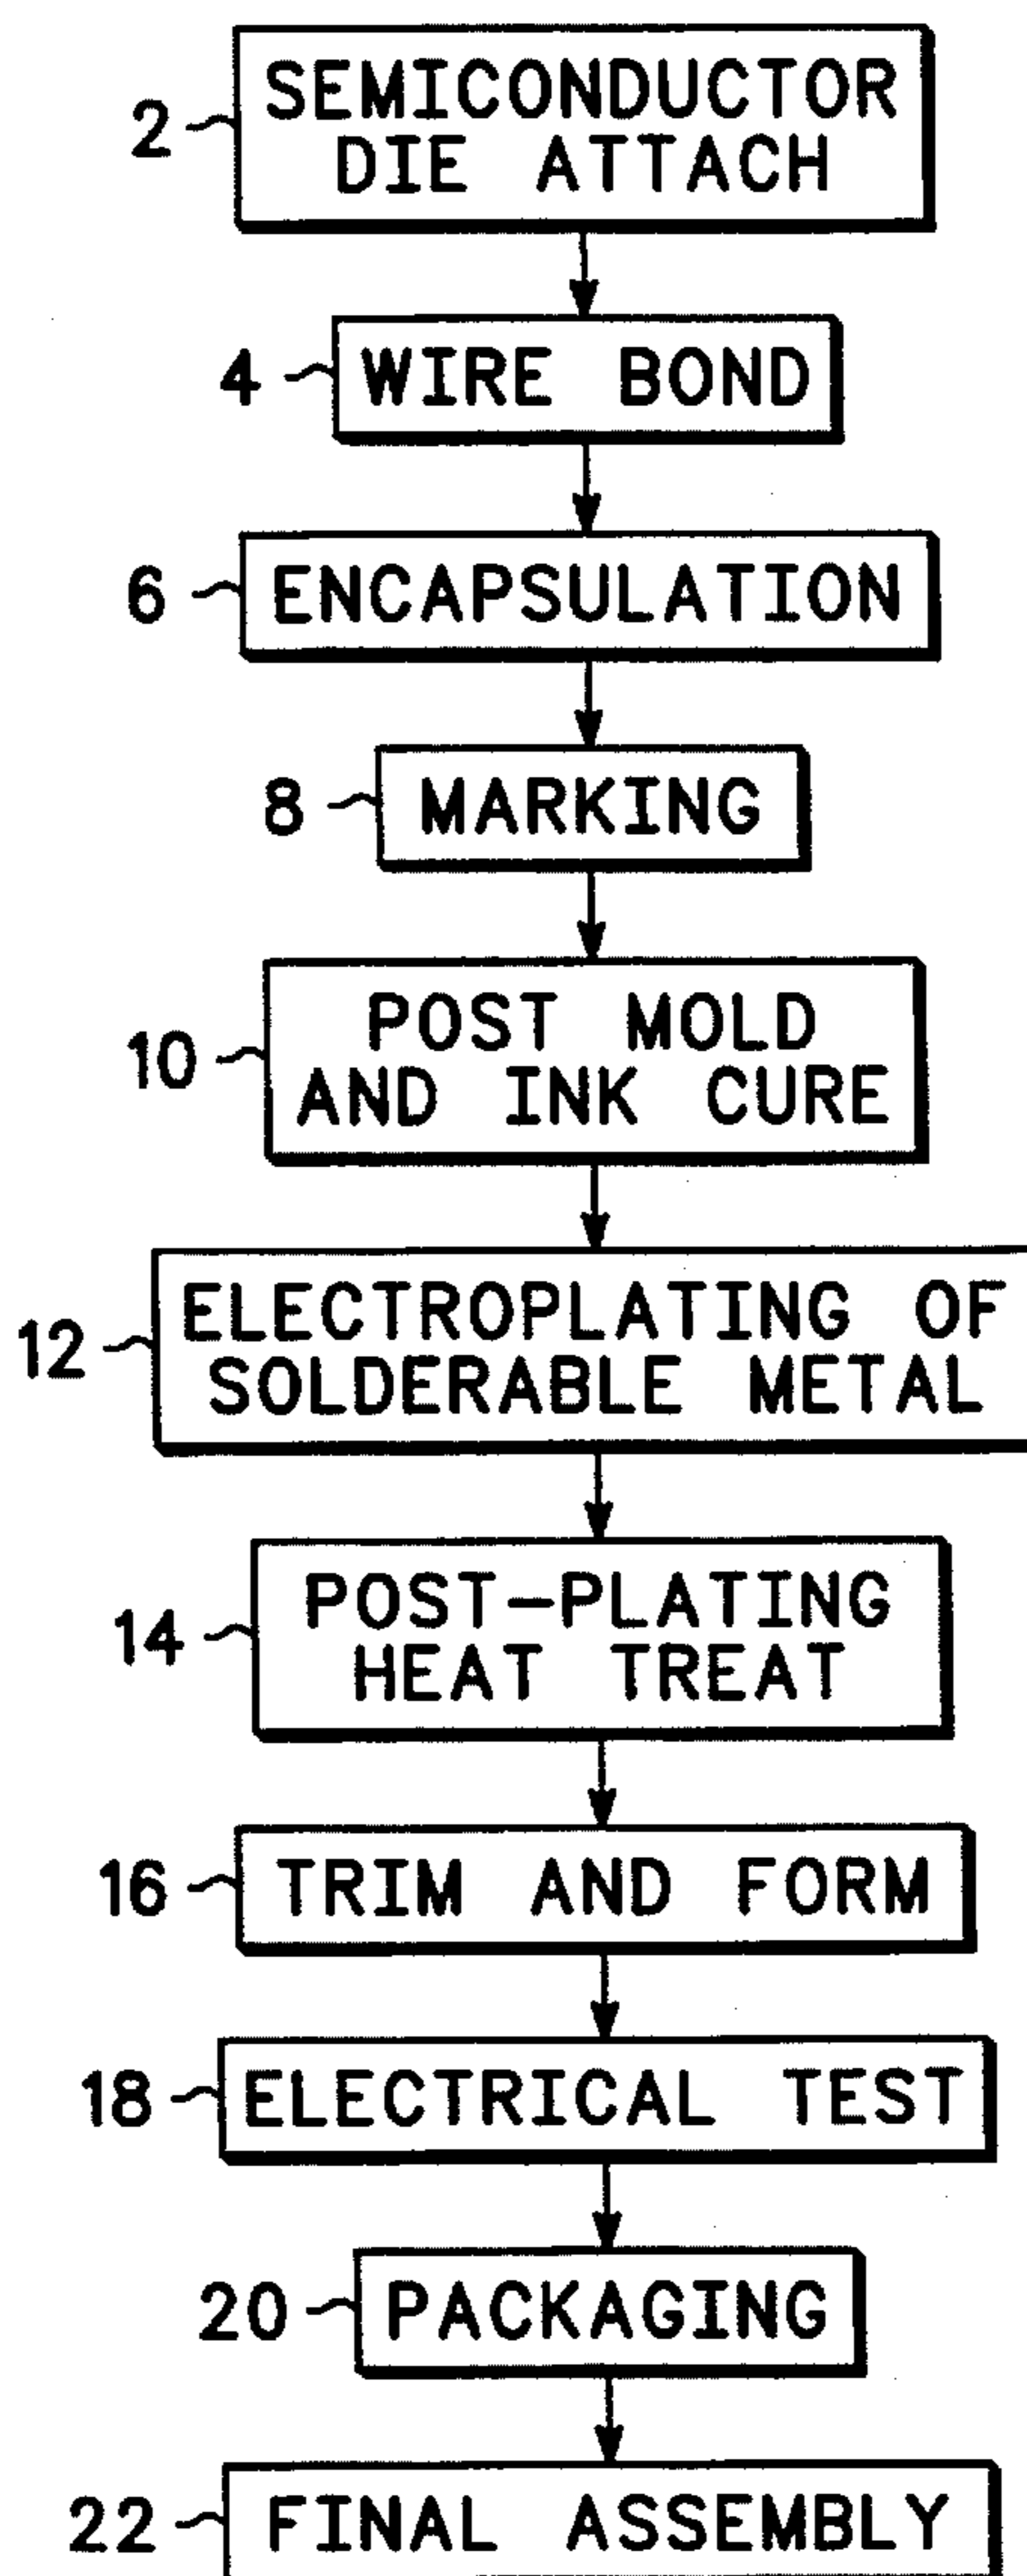 2
SEMICONDUCTOR
DIE ATTACH
4
WIRE BOND
6
ENCAPSULATION
8
MARKING
10
POST MOLD
AND INK CURE
12
ELECTROPLATING OF
SOLDERABLE METAL
14
POST-PLATING
HEAT TREAT
16
TRIM AND FORM
18
ELECTRICAL TEST
20
PACKAGING
22
FINAL ASSEMBLY